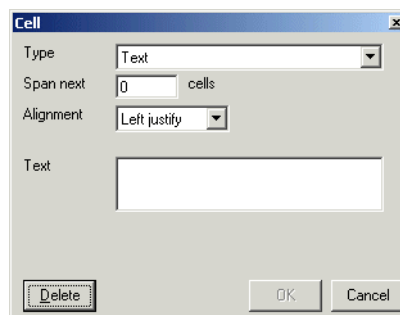 Cell
Type Text
Span next 0 cells
Alignment Left justify
Text
Delete OK Cancel